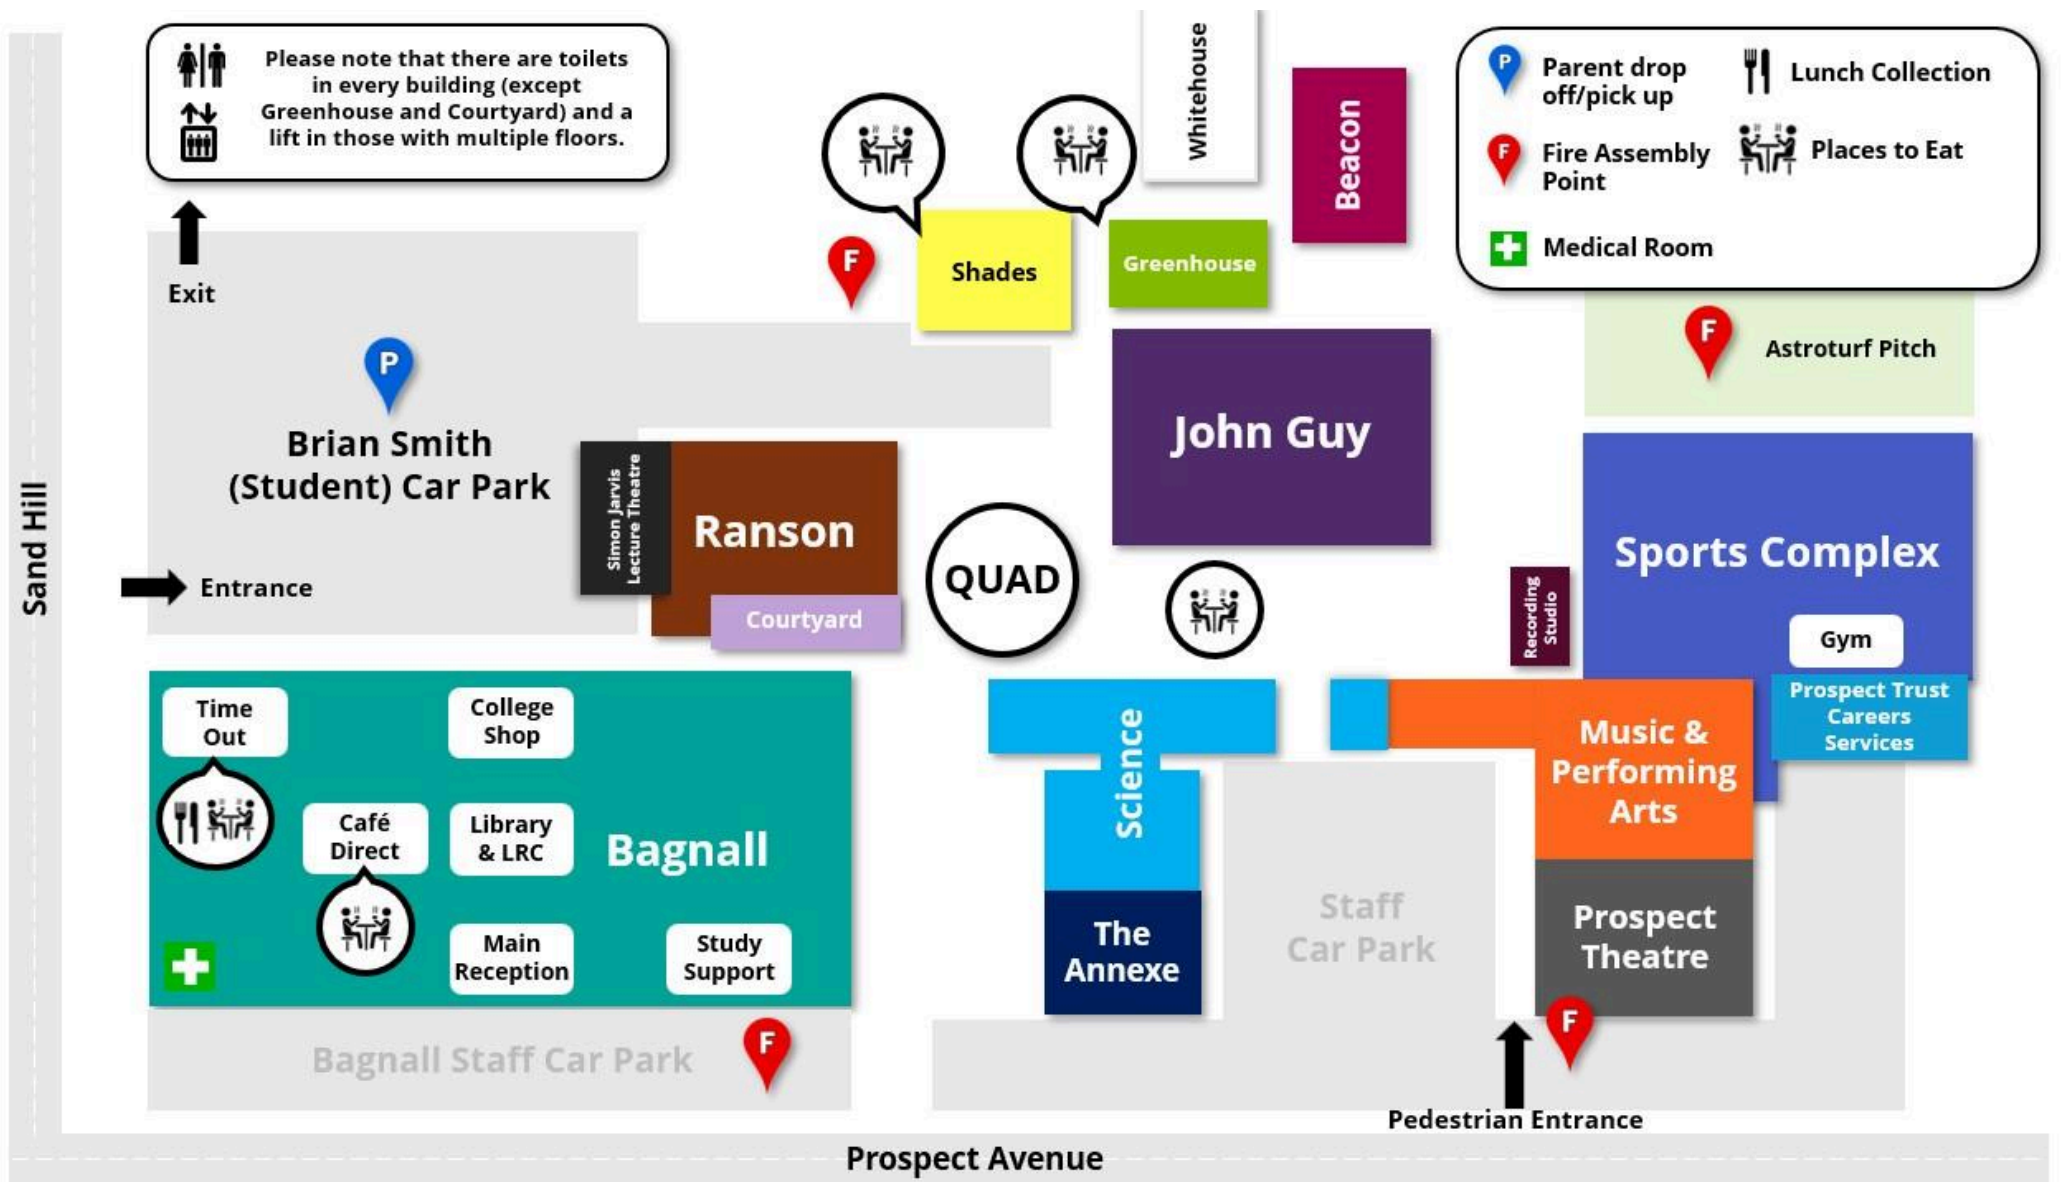 Please note that there are toilets
in every building (except
Greenhouse and Courtyard) and a
lift in those with multiple floors.
Whitehouse
Beacon
P
Parent drop
off/pick up
Lunch Collection
F
Fire Assembly
Point
Places to Eat
Medical Room
Exit
F
Shades
Greenhouse
F
Astroturf Pitch
P
Brian Smith
(Student) Car Park
John Guy
Sand Hill
Simon Jarvis
Lecture Theatre
Ranson
QUAD
Sports Complex
Entrance
Courtyard
Recording
Studio
Gym
Time
Out
College
Shop
Science
Music &
Performing
Arts
Prospect Trust
Careers
Services
Café
Direct
Library
& LRC
Bagnall
Staff
Car Park
The
Annexe
Prospect
Theatre
Main
Reception
Study
Support
Bagnall Staff Car Park
F
F
Pedestrian Entrance
Prospect Avenue